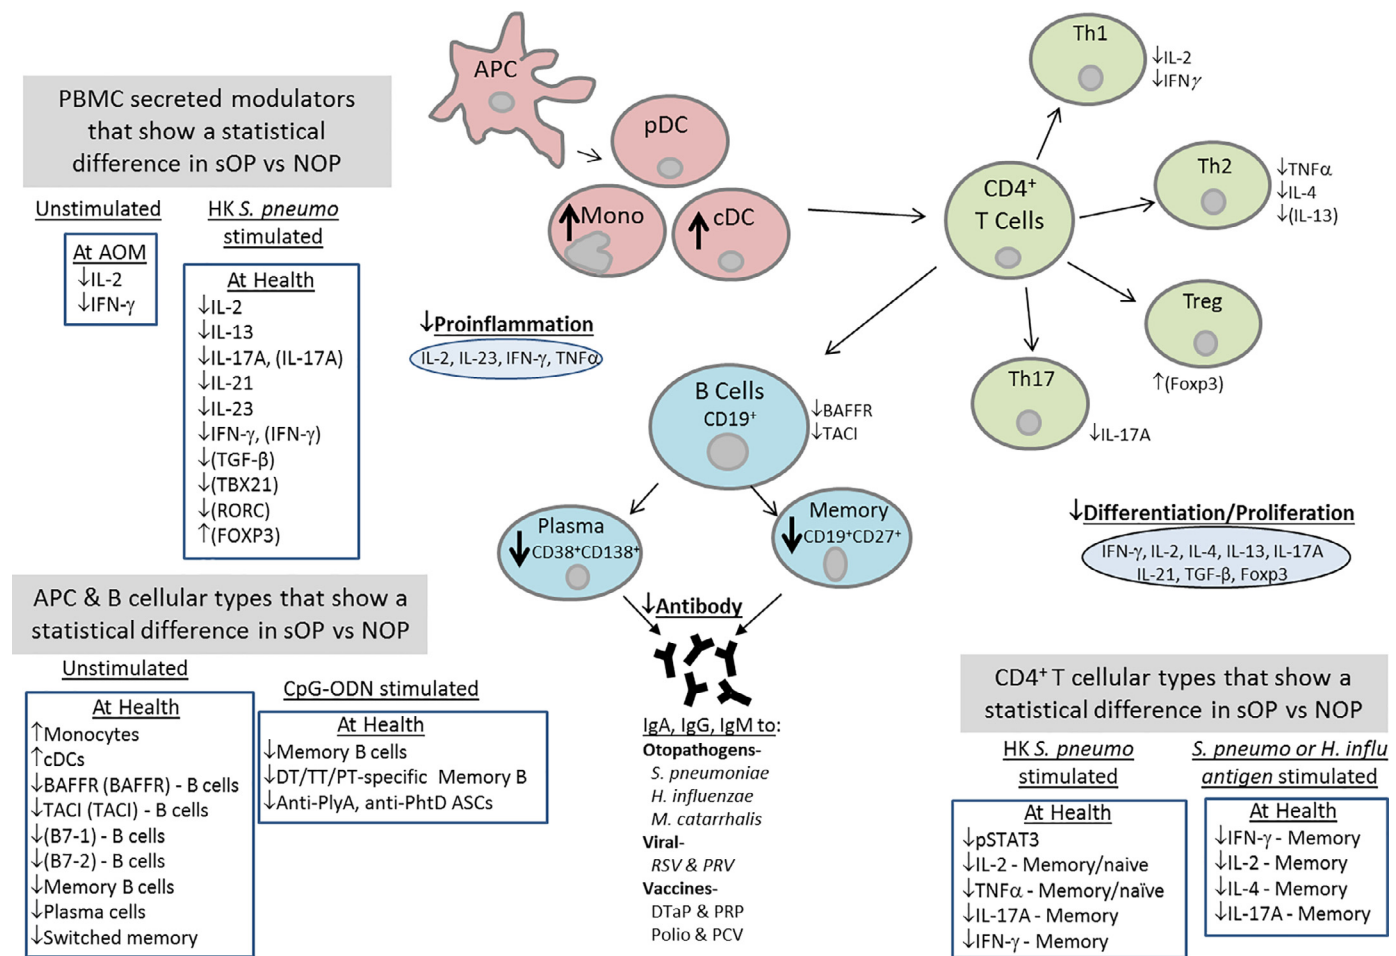 PBMC secreted modulators
that show a statistical
difference in sOP vs NOP
Unstimulated
At AOM
↓IL-2
↓IFN-γ
HK S. pneumo
stimulated
At Health
↓IL-2
↓IL-13
↓IL-17A, (IL-17A)
↓IL-21
↓IL-23
↓IFN-γ, (IFN-γ)
↓(TGF-β)
↓(TBX21)
↓(RORC)
↑(FOXP3)
APC
pDC
↑Mono
↑cDC
↓Proinflammation
IL-2, IL-23, IFN-γ, TNFα
CD4⁺
T Cells
Th1
↓IL-2
↓IFNγ
Th2
↓TNFα
↓IL-4
↓(IL-13)
Treg
↑(Foxp3)
Th17
↓IL-17A
B Cells
CD19⁺
↓BAFFR
↓TACI
Plasma
↓CD38⁺CD138⁺
Memory
↓CD19⁺CD27⁺
↓Differentiation/Proliferation
IFN-γ, IL-2, IL-4, IL-13, IL-17A
IL-21, TGF-β, Foxp3
↓Antibody
IgA, IgG, IgM to:
Otopathogens-
S. pneumoniae
H. influenzae
M. catarrhalis
Viral-
RSV & PRV
Vaccines-
DTaP & PRP
Polio & PCV
APC & B cellular types that show a
statistical difference in sOP vs NOP
Unstimulated
At Health
↑Monocytes
↑cDCs
↓BAFFR (BAFFR) - B cells
↓TACI (TACI) - B cells
↓(B7-1) - B cells
↓(B7-2) - B cells
↓Memory B cells
↓Plasma cells
↓Switched memory
CpG-ODN stimulated
At Health
↓Memory B cells
↓DT/TT/PT-specific Memory B
↓Anti-PlyA, anti-PhtD ASCs
CD4⁺ T cellular types that show a
statistical difference in sOP vs NOP
HK S. pneumo
stimulated
At Health
↓pSTAT3
↓IL-2 - Memory/naive
↓TNFα - Memory/naïve
↓IL-17A - Memory
↓IFN-γ - Memory
S. pneumo or H. influ
antigen stimulated
At Health
↓IFN-γ - Memory
↓IL-2 - Memory
↓IL-4 - Memory
↓IL-17A - Memory